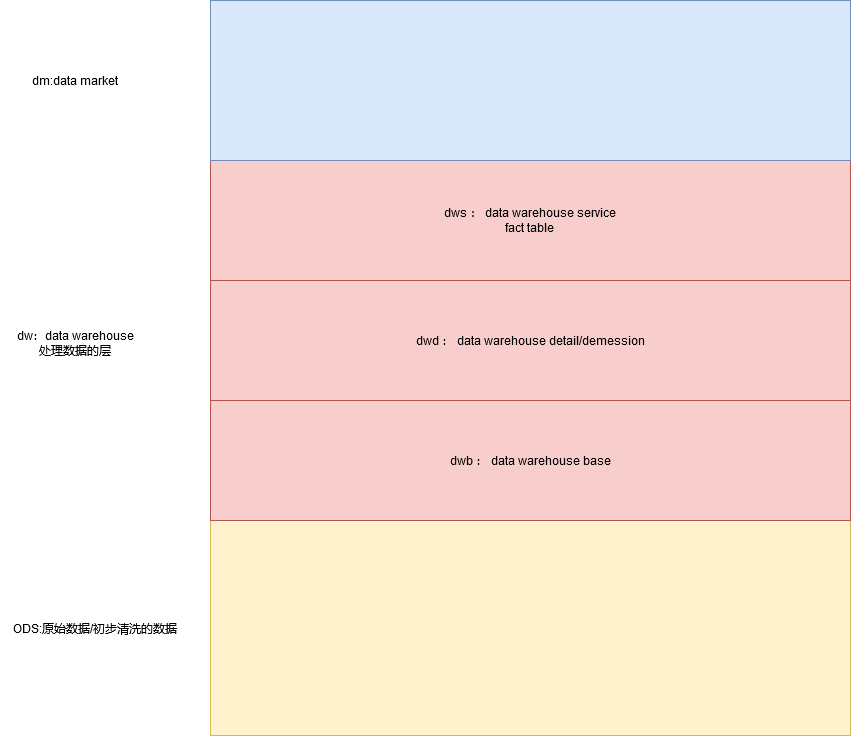 dm:data market
dws： data warehouse service
fact table
dw：data warehouse
处理数据的层
dwd： data warehouse detail/demession
dwb： data warehouse base
ODS:原始数据/初步清洗的数据